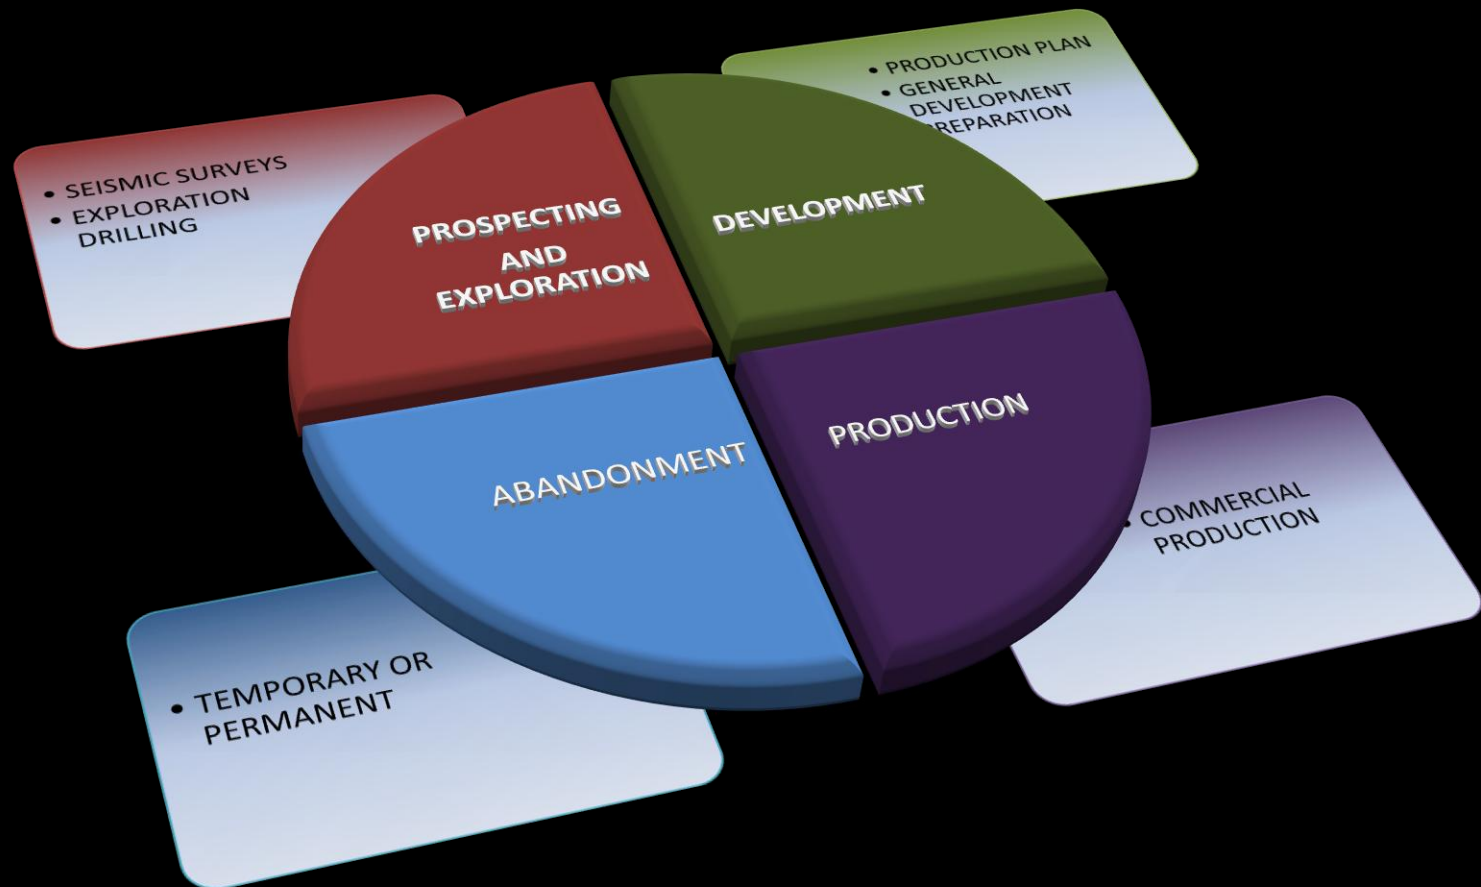 • SEISMIC SURVEYS
• EXPLORATION
DRILLING
PROSPECTING
AND
EXPLORATION
• PRODUCTION PLAN
• GENERAL
DEVELOPMENT
PREPARATION
DEVELOPMENT
ABANDONMENT
• TEMPORARY OR
PERMANENT
PRODUCTION
• COMMERCIAL
PRODUCTION